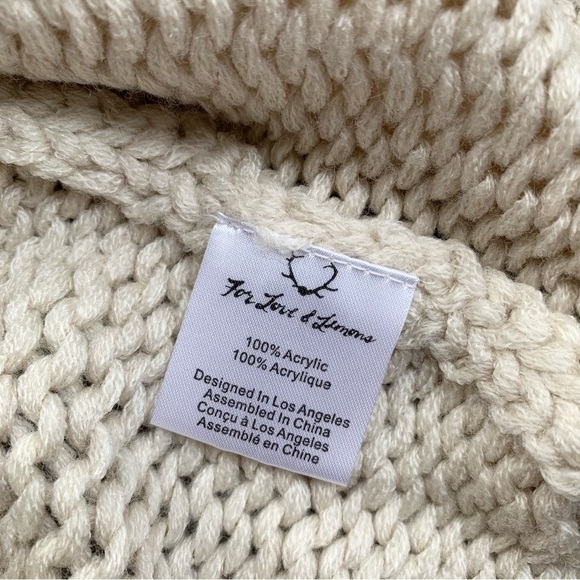 For Love & Lemons
100% Acrylic
100% Acrylique
Designed In Los Angeles
Assembled In China
Conçu à Los Angeles
Assemblé en Chine